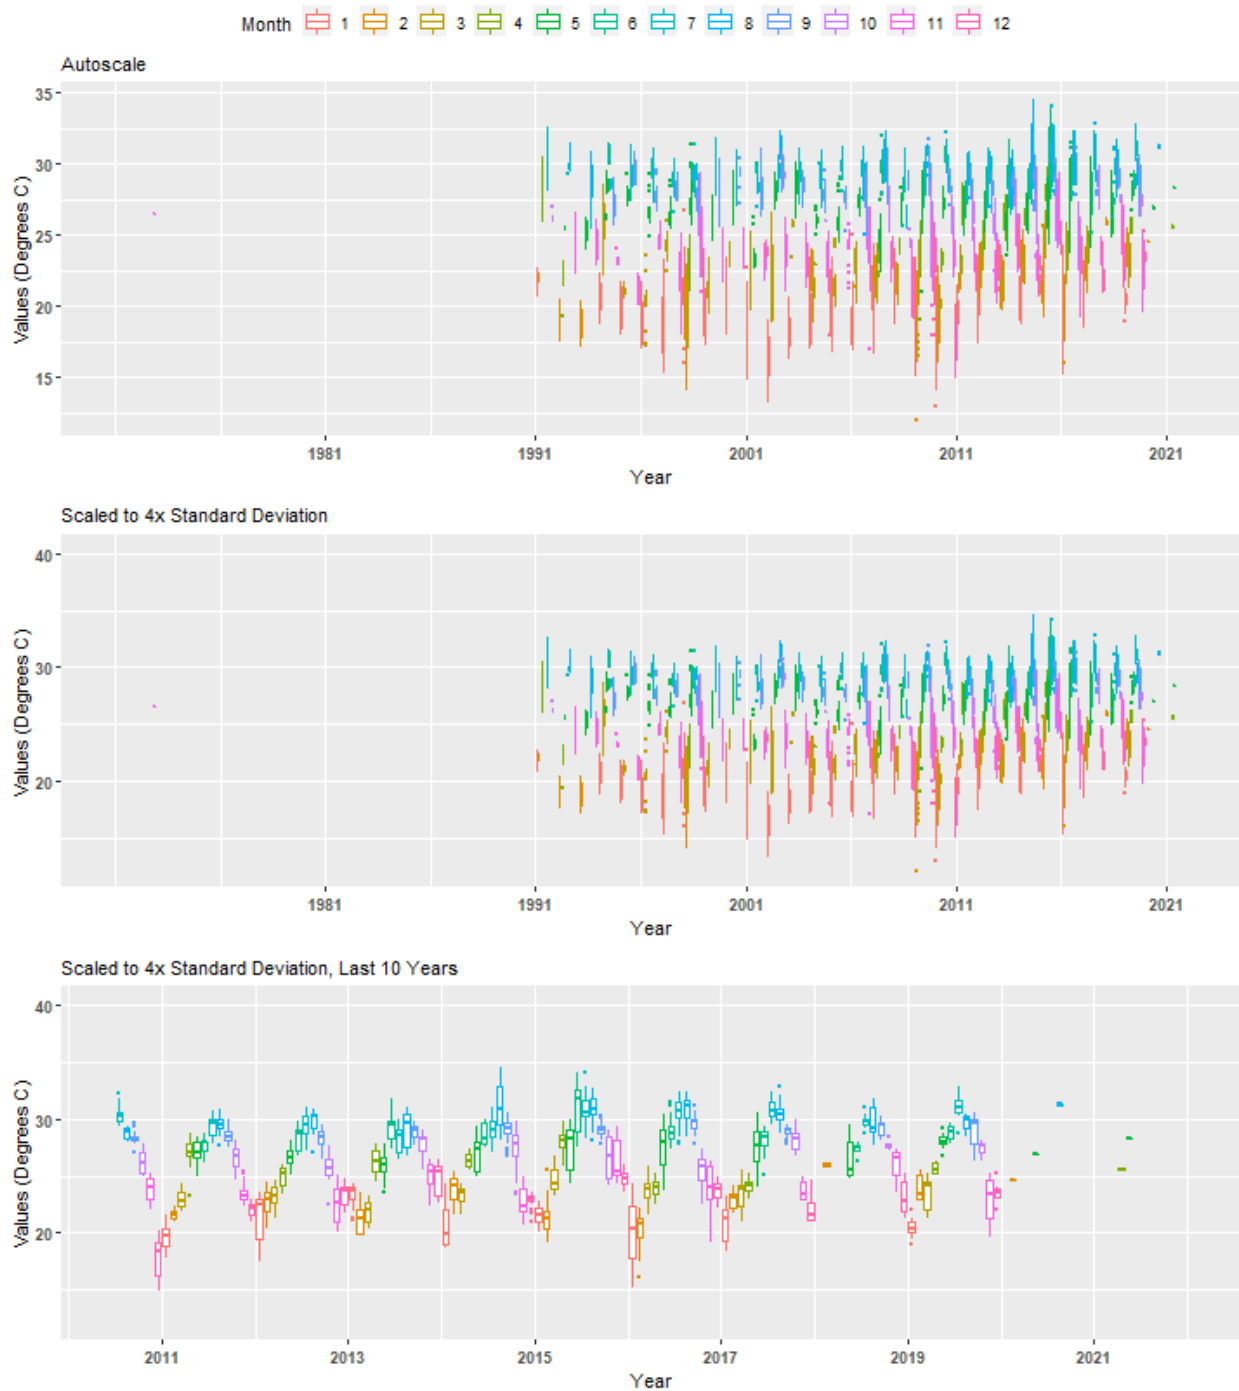 Month 1 2 3 4 5 6 7 8 9 10 11 12
Autoscale
35
30
25
20
15
Values (Degrees C)
1981 1991 2001 2011 2021
Year
Scaled to 4x Standard Deviation
40
30
20
Values (Degrees C)
1981 1991 2001 2011 2021
Year
Scaled to 4x Standard Deviation, Last 10 Years
40
30
20
Values (Degrees C)
2011 2013 2015 2017 2019 2021
Year